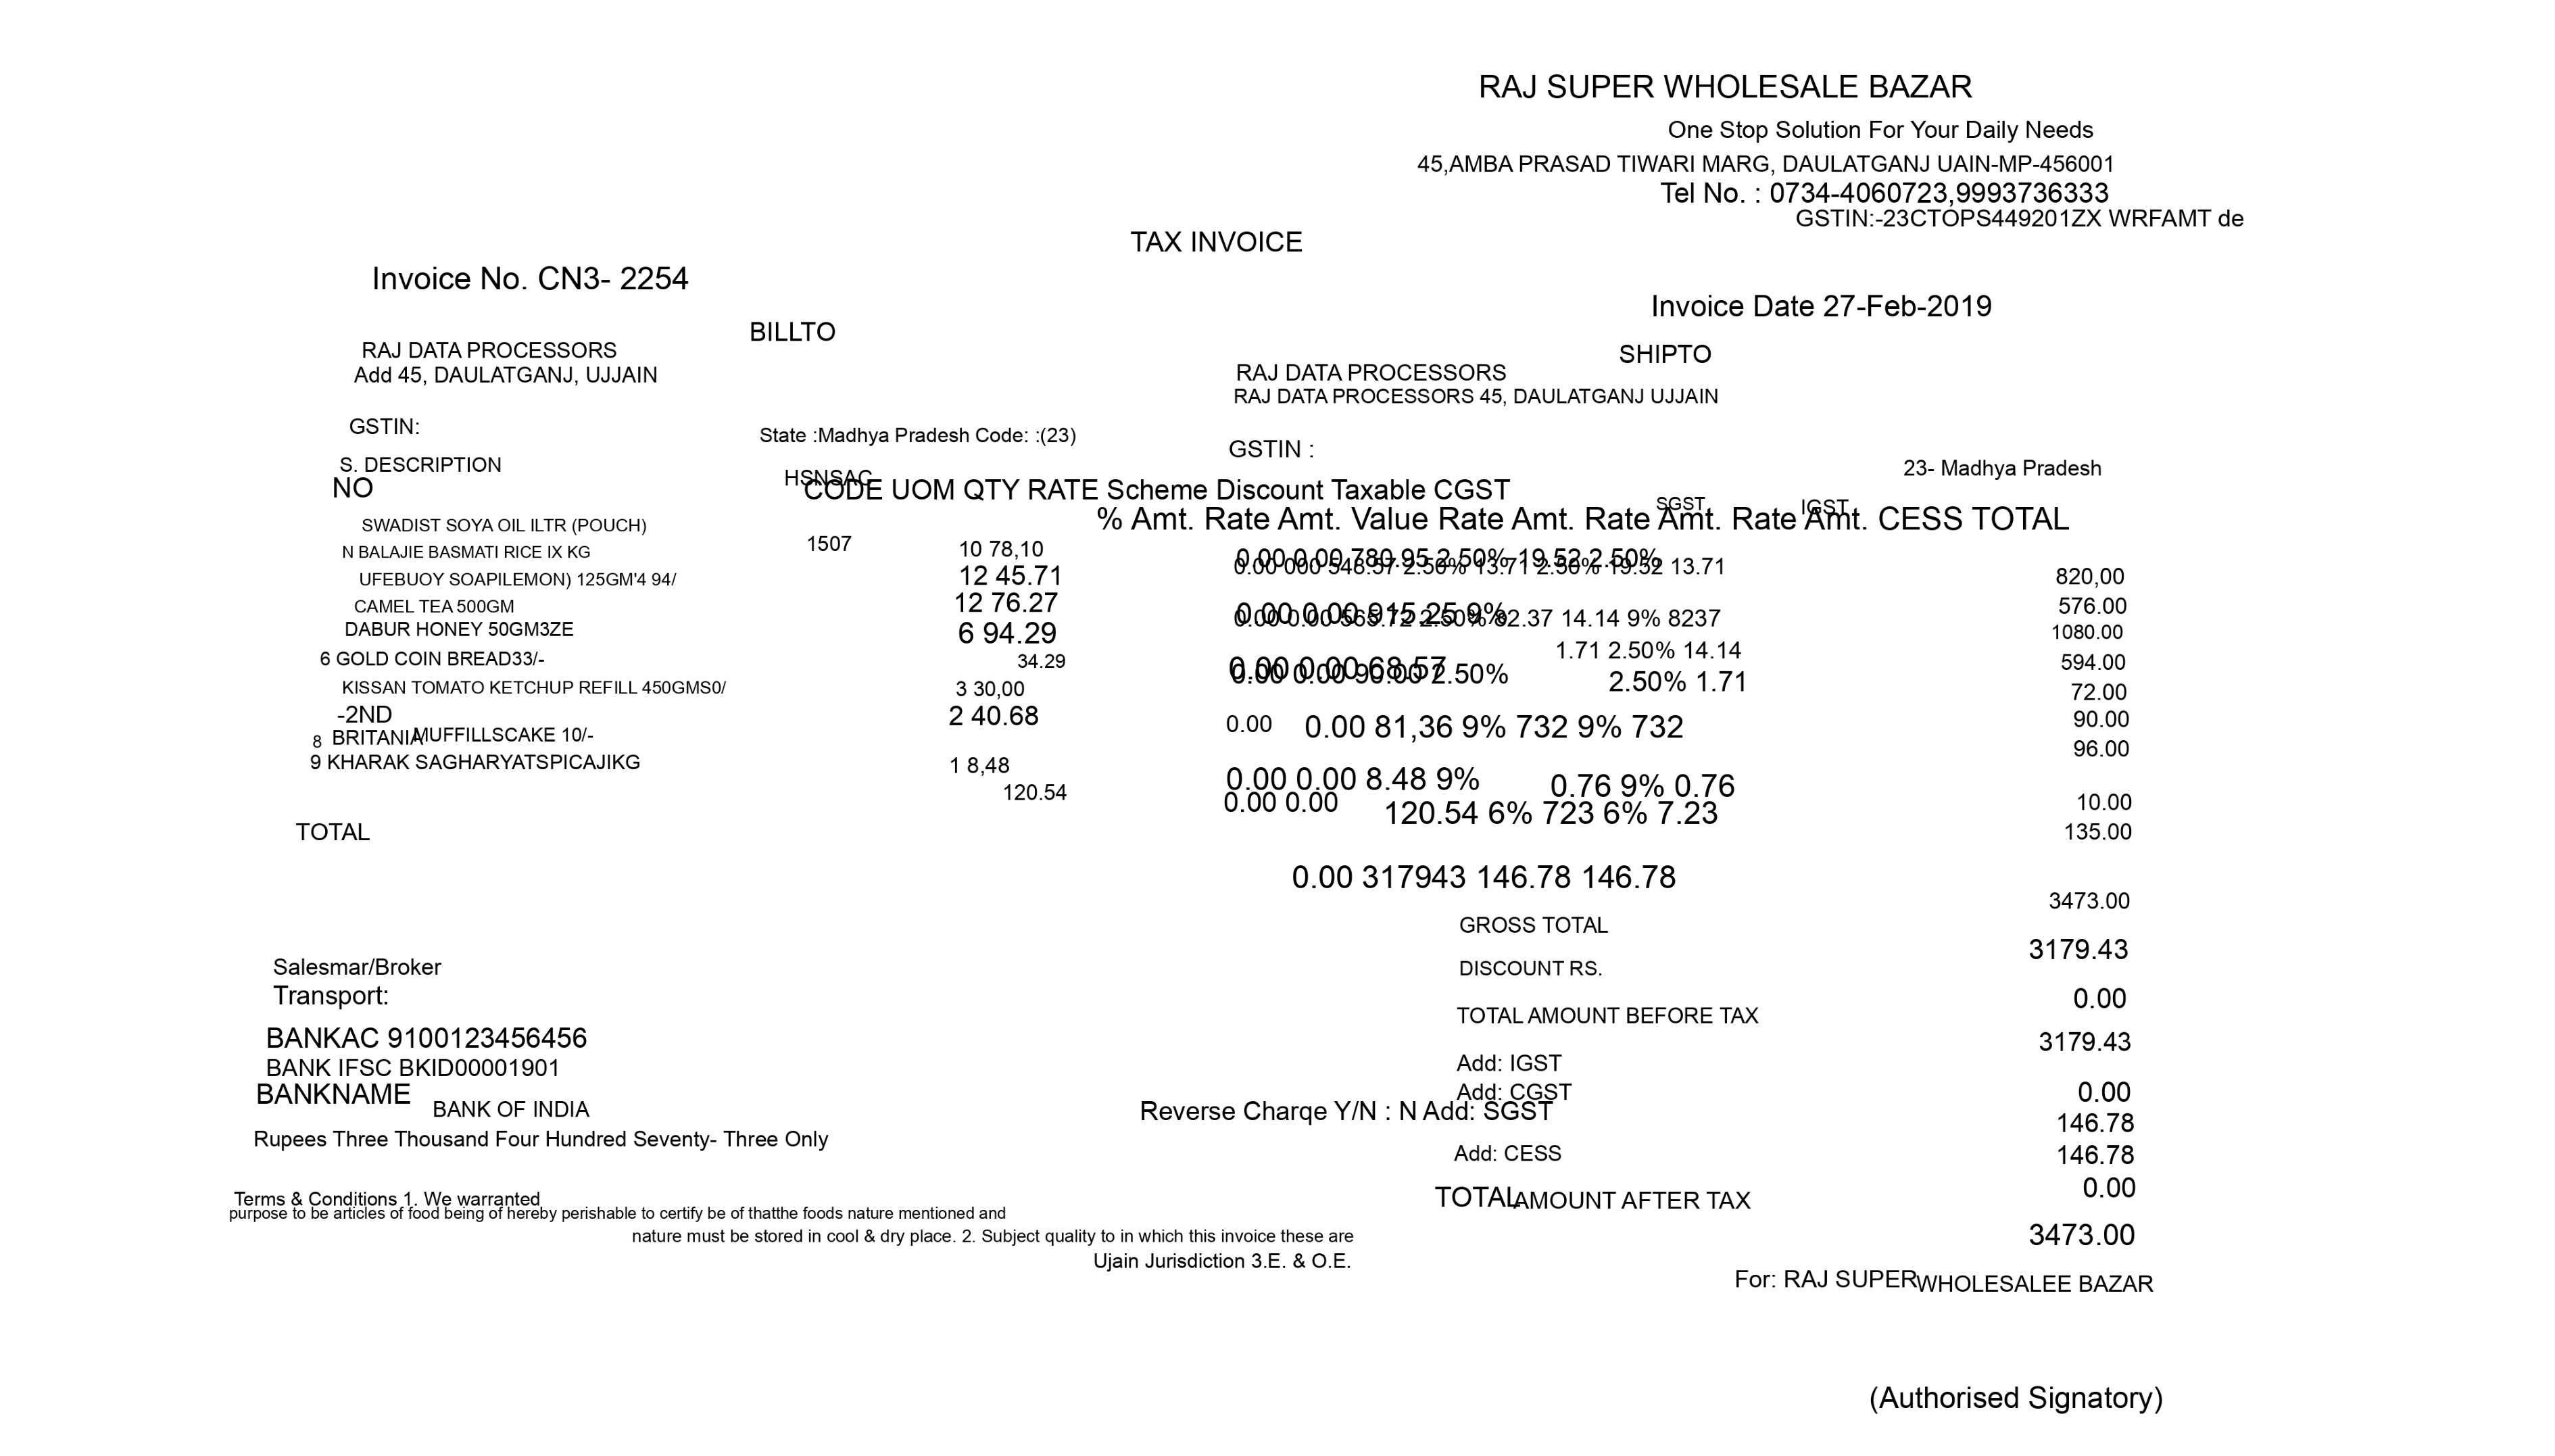 RAJ SUPER WHOLESALE BAZAR
One Stop Solution For Your Daily Needs
45,AMBA PRASAD TIWARI MARG, DAULATGANJ UAIN-MP-456001
Tel No. : 0734-4060723,9993736333
GSTIN:-23CTOPS449201ZX WRFAMT de
TAX INVOICE
Invoice No. CN3- 2254
Invoice Date 27-Feb-2019
BILLTO
RAJ DATA PROCESSORS
Add 45, DAULATGANJ, UJJAIN
SHIPTO
RAJ DATA PROCESSORS
RAJ DATA PROCESSORS 45, DAULATGANJ UJJAIN
GSTIN:
State :Madhya Pradesh Code: :(23)
GSTIN :
23- Madhya Pradesh
S. DESCRIPTION
NO
HSNSAC
CODE UOM QTY RATE Scheme Discount Taxable CGST
SGST
IGST
% Amt. Rate Amt. Value Rate Amt. Rate Amt. Rate Amt. CESS TOTAL
SWADIST SOYA OIL ILTR (POUCH)
1507
10 78,10
0.00 0.00 780.95 2.50% 19.52 2.50%
820,00
N BALAJIE BASMATI RICE IX KG
12 45.71
0.00 000 548.57 2.50% 13.71 2.50% 19.52 13.71
576.00
UFEBUOY SOAPILEMON) 125GM'4 94/
12 76.27
0.00 0.00 915.25 9%
1080.00
CAMEL TEA 500GM
6 94.29
0.00 0.00 565.72 2.50% 82.37 14.14 9% 8237
594.00
DABUR HONEY 50GM3ZE
34.29
1.71 2.50% 14.14
0.00 0.00 68.57
72.00
6 GOLD COIN BREAD33/-
3 30,00
0.00 0.00 90.00 2.50%
2.50% 1.71
90.00
KISSAN TOMATO KETCHUP REFILL 450GMS0/
2 40.68
0.00
0.00 81,36 9% 732 9% 732
96.00
-2ND
8 BRITANIA MUFFILLSCAKE 10/-
1 8,48
0.00 0.00 8.48 9%
0.76 9% 0.76
10.00
9 KHARAK SAGHARYATSPICAJIKG
120.54
0.00 0.00
120.54 6% 723 6% 7.23
135.00
TOTAL
0.00 317943 146.78 146.78
3473.00
GROSS TOTAL
3179.43
Salesmar/Broker
DISCOUNT RS.
0.00
Transport:
TOTAL AMOUNT BEFORE TAX
3179.43
BANKAC 9100123456456
BANK IFSC BKID00001901
Add: IGST
0.00
BANKNAME
BANK OF INDIA
Add: CGST
146.78
Reverse Charqe Y/N : N Add: SGST
146.78
Rupees Three Thousand Four Hundred Seventy- Three Only
Add: CESS
0.00
TOTAL AMOUNT AFTER TAX
3473.00
Terms & Conditions 1. We warranted
purpose to be articles of food being of hereby perishable to certify be of thatthe foods nature mentioned and
nature must be stored in cool & dry place. 2. Subject quality to in which this invoice these are
Ujain Jurisdiction 3.E. & O.E.
For: RAJ SUPER WHOLESALEE BAZAR
(Authorised Signatory)